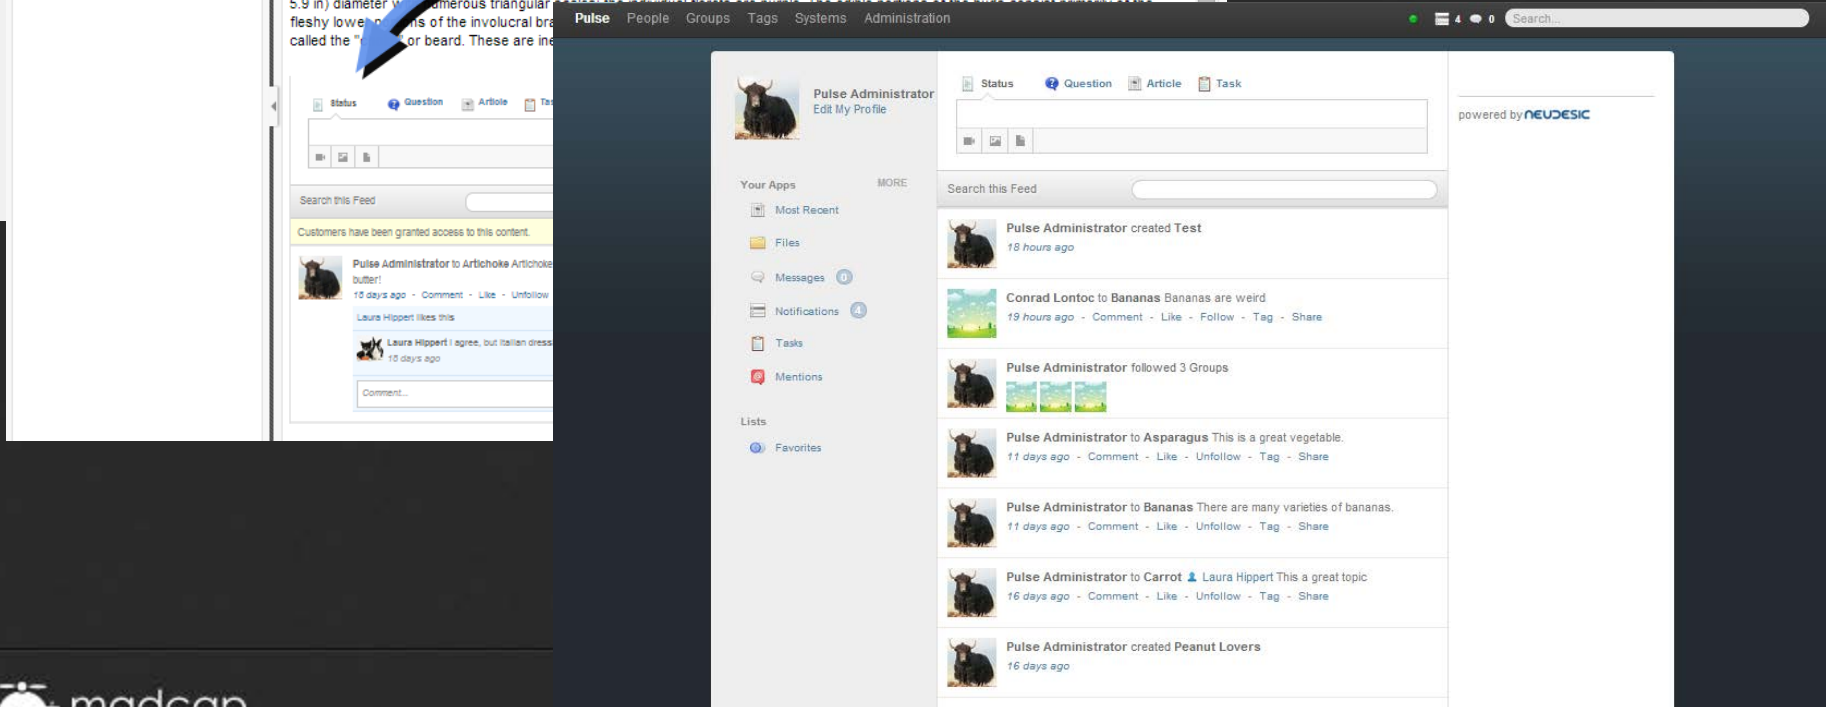 5.9 in) diameter numerous triangular
fleshy lower of the involucral bra
called the " or beard. These are ine
Status Question Article Tas
Search this Feed
Customers have been granted access to this content.
Pulse Administrator to Artichoke Artichoke
butter!
18 days ago - Comment - Like - Unfollow
Laura Hippert likes this
Laura Hippert I agree, but Italian dress
18 days ago
Comment...
madcap
Pulse People Groups Tags Systems Administration
4 0 Search...
Pulse Administrator
Edit My Profile
Your Apps MORE
Most Recent
Files
Messages 0
Notifications 4
Tasks
Mentions
Lists
Favorites
Status Question Article Task
Search this Feed
Pulse Administrator created Test
18 hours ago
Conrad Lontoc to Bananas Bananas are weird
19 hours ago - Comment - Like - Follow - Tag - Share
Pulse Administrator followed 3 Groups
Pulse Administrator to Asparagus This is a great vegetable.
11 days ago - Comment - Like - Unfollow - Tag - Share
Pulse Administrator to Bananas There are many varieties of bananas.
11 days ago - Comment - Like - Unfollow - Tag - Share
Pulse Administrator to Carrot Laura Hippert This a great topic
16 days ago - Comment - Like - Unfollow - Tag - Share
Pulse Administrator created Peanut Lovers
16 days ago
powered by NEUDESIC